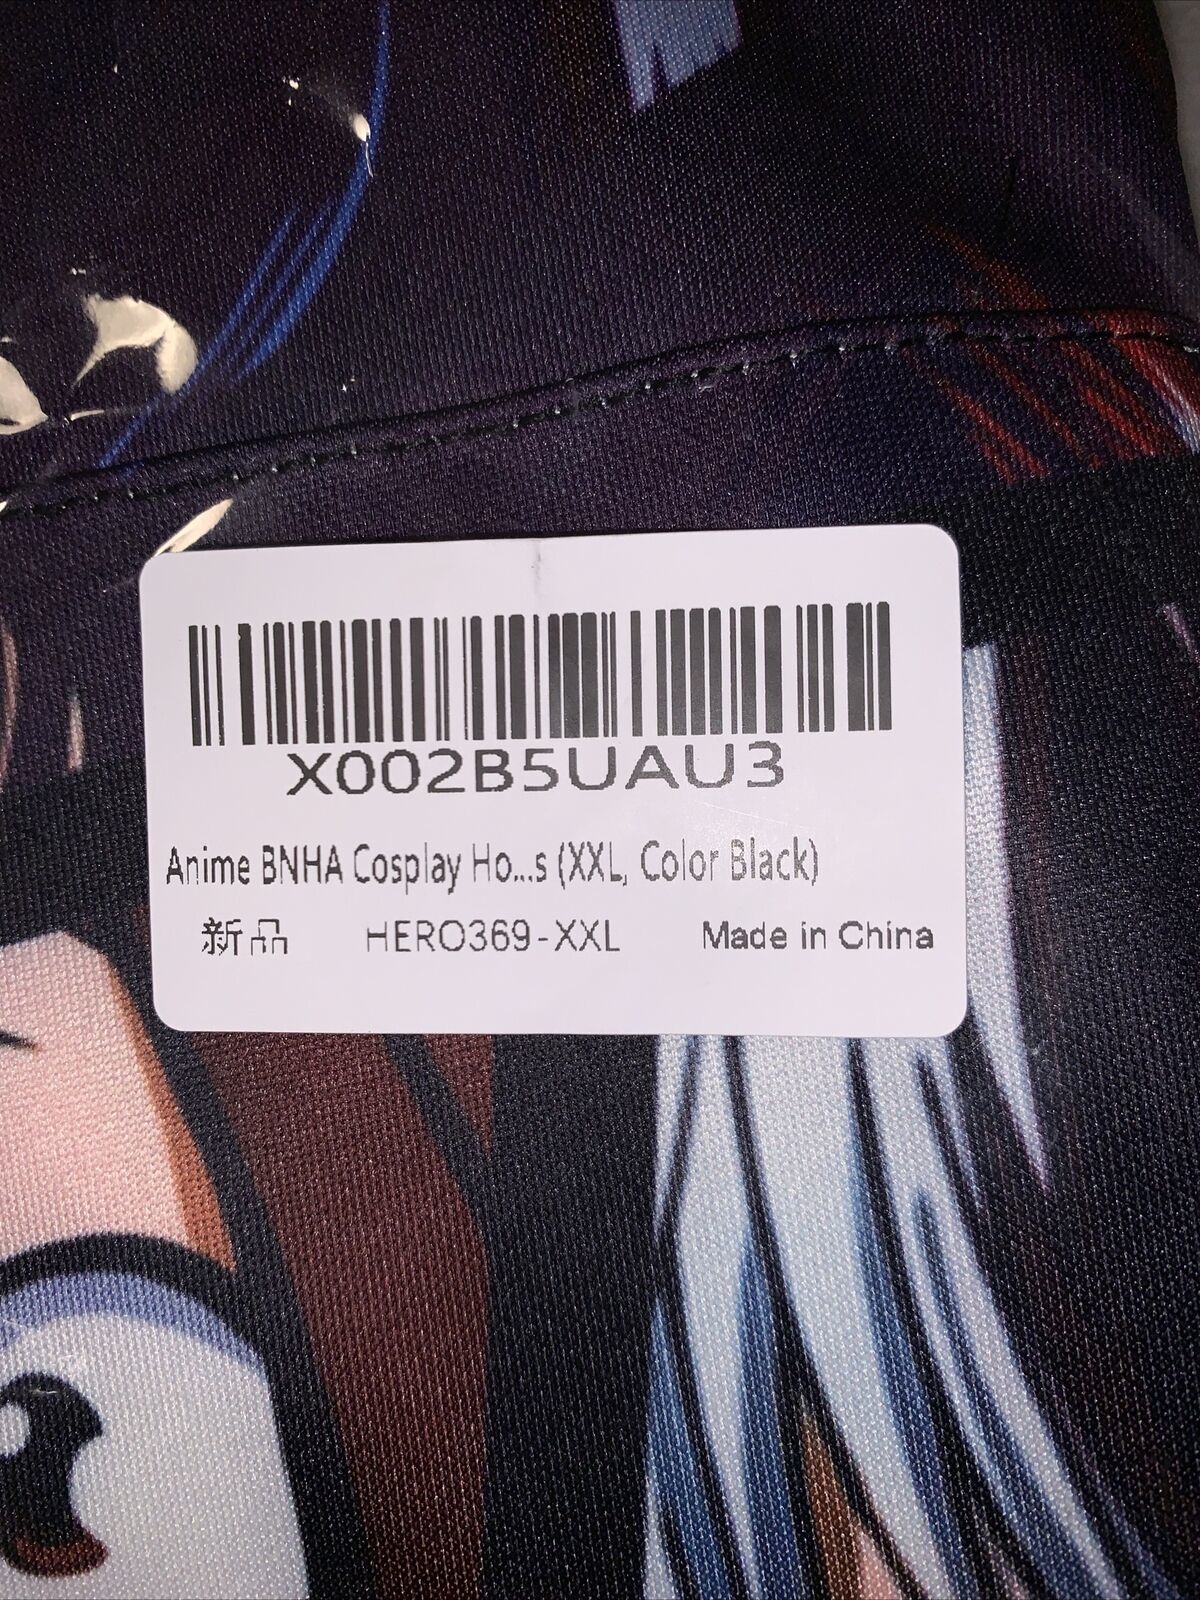 X002B5UAU3
Anime BNHA Cosplay Ho...s (XXL, Color Black)
新品 HERO369-XXL Made in China